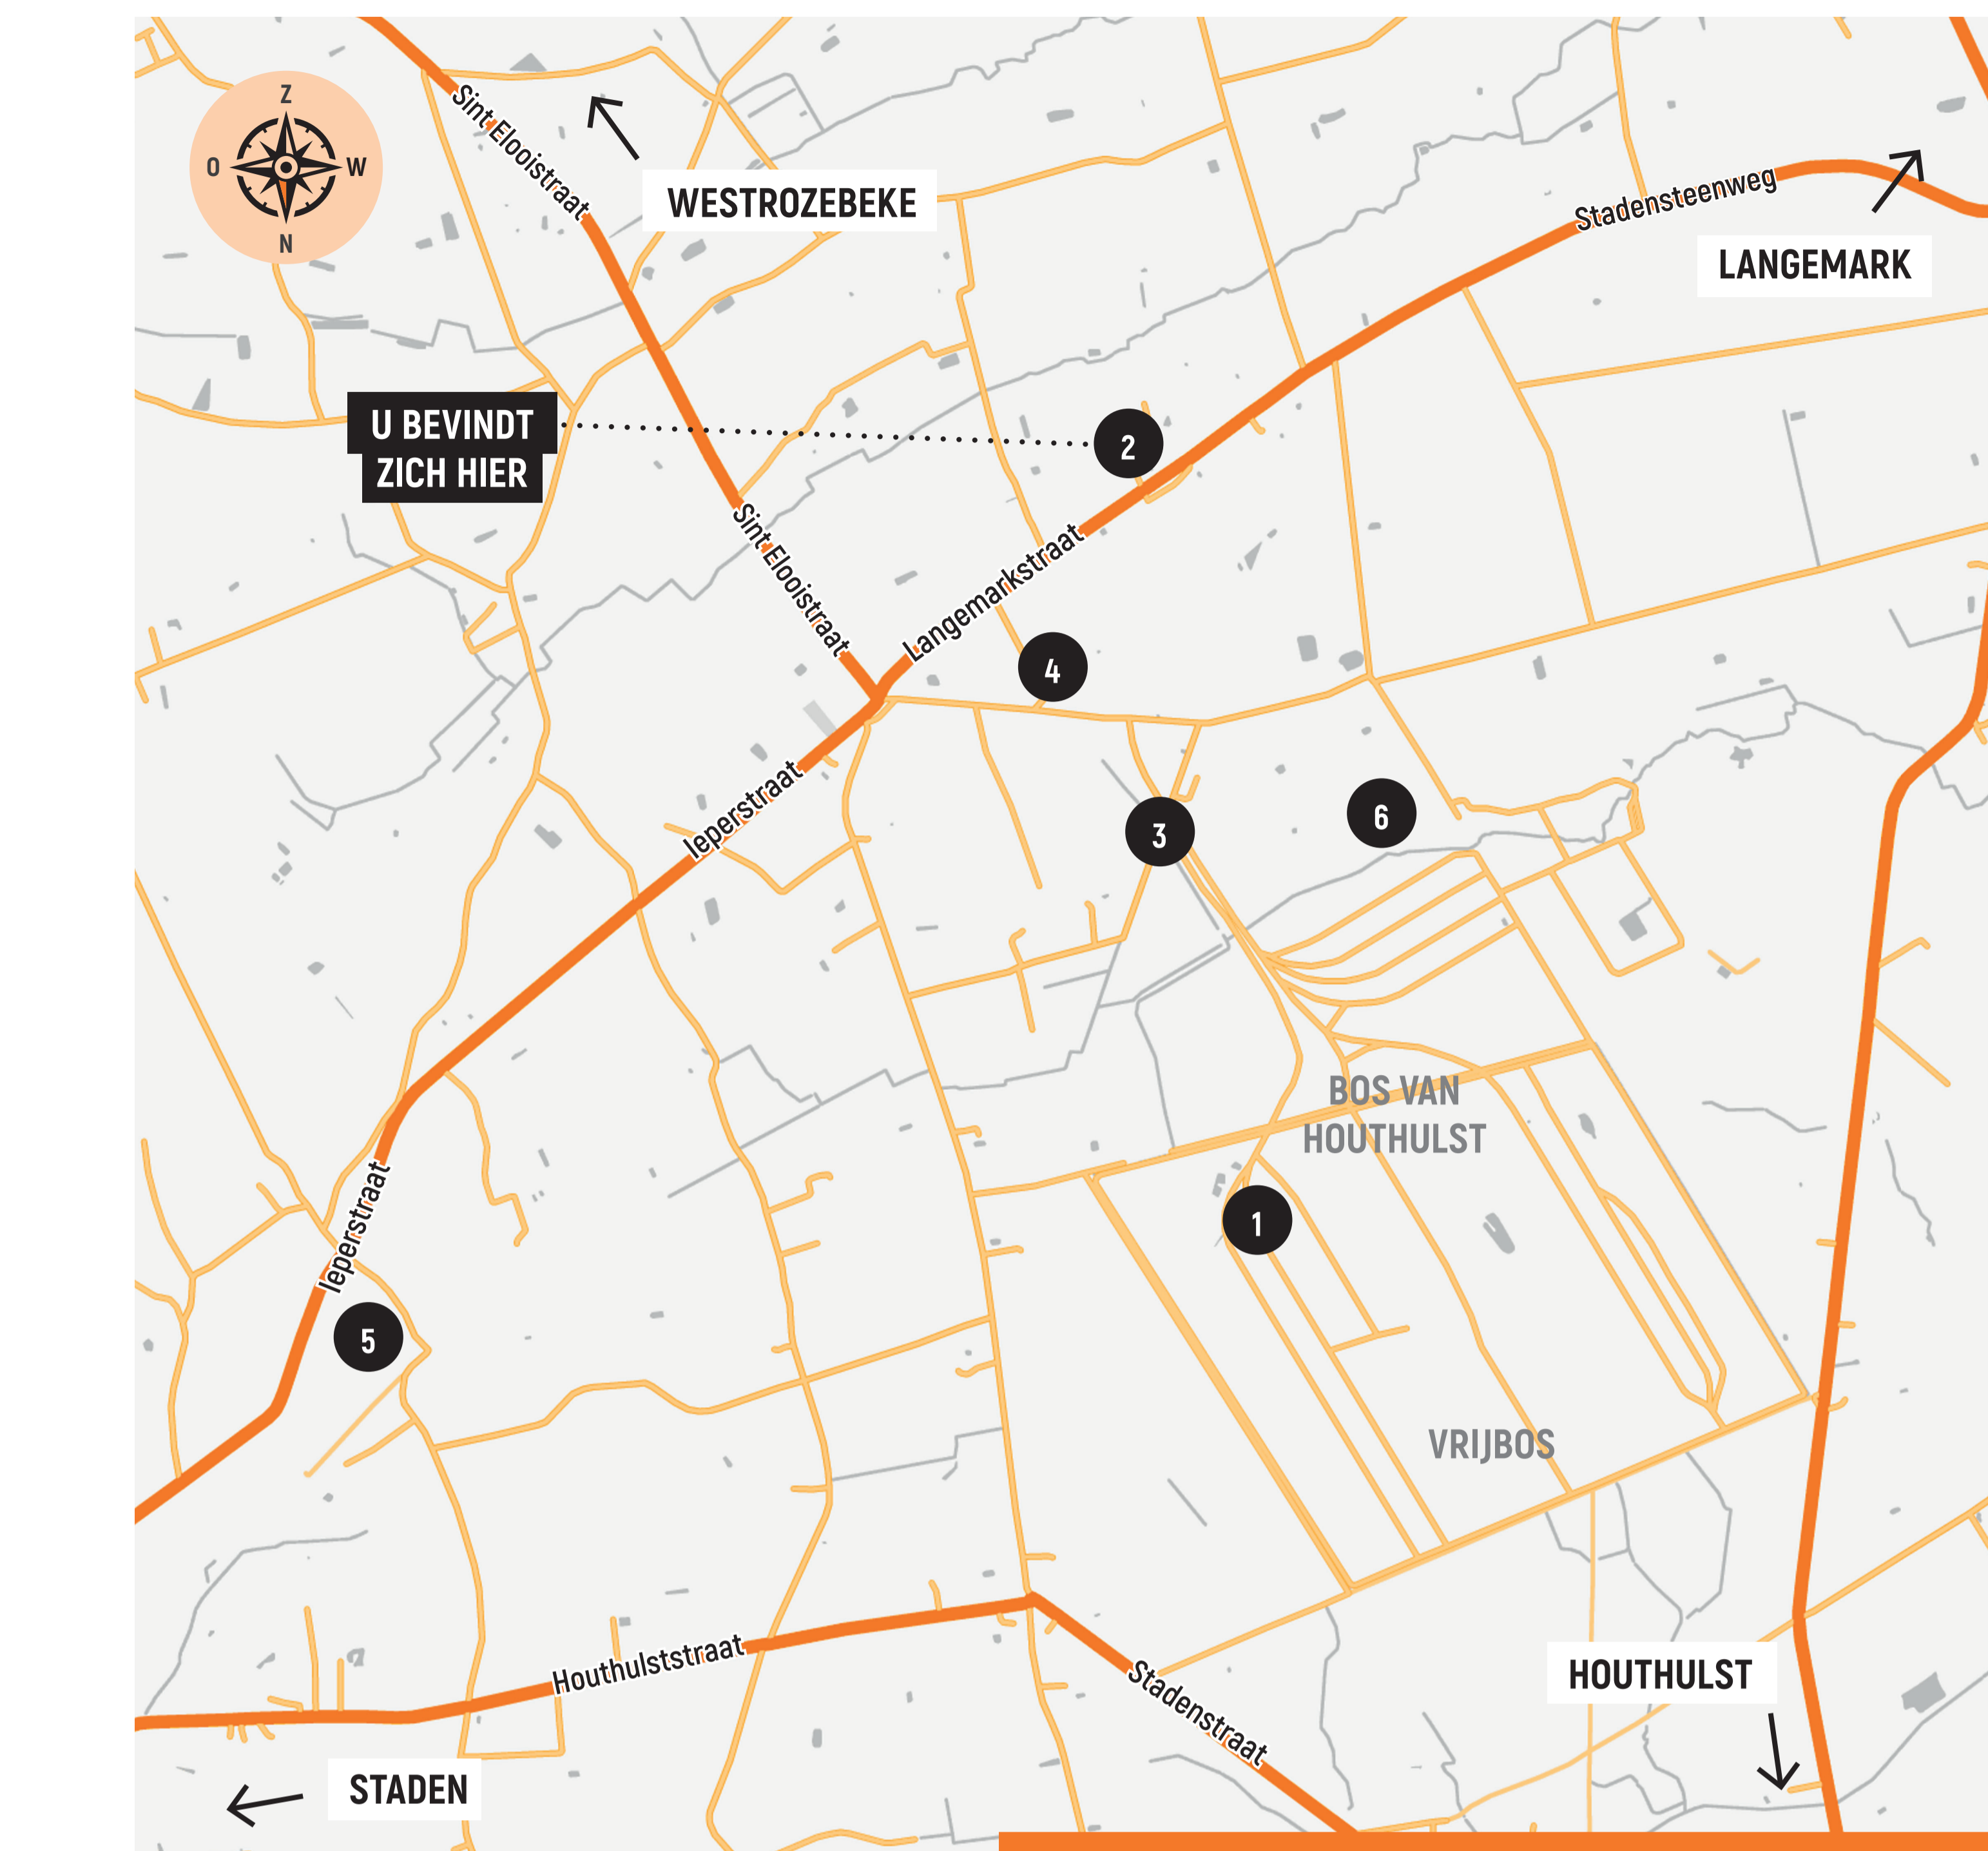 Z
O
W
N
Sint Elooistraat
WESTROZEBEKE
Stadensteenweg
LANGEMARK
U BEVINDT
ZICH HIER
2
Sint Elooistraat
Langemarkstraat
4
Ieperstraat
3
6
BOS VAN
HOUTHULST
1
Ieperstraat
5
VRIJBOS
Houthulststraat
Stadenstraat
HOUTHULST
STADEN